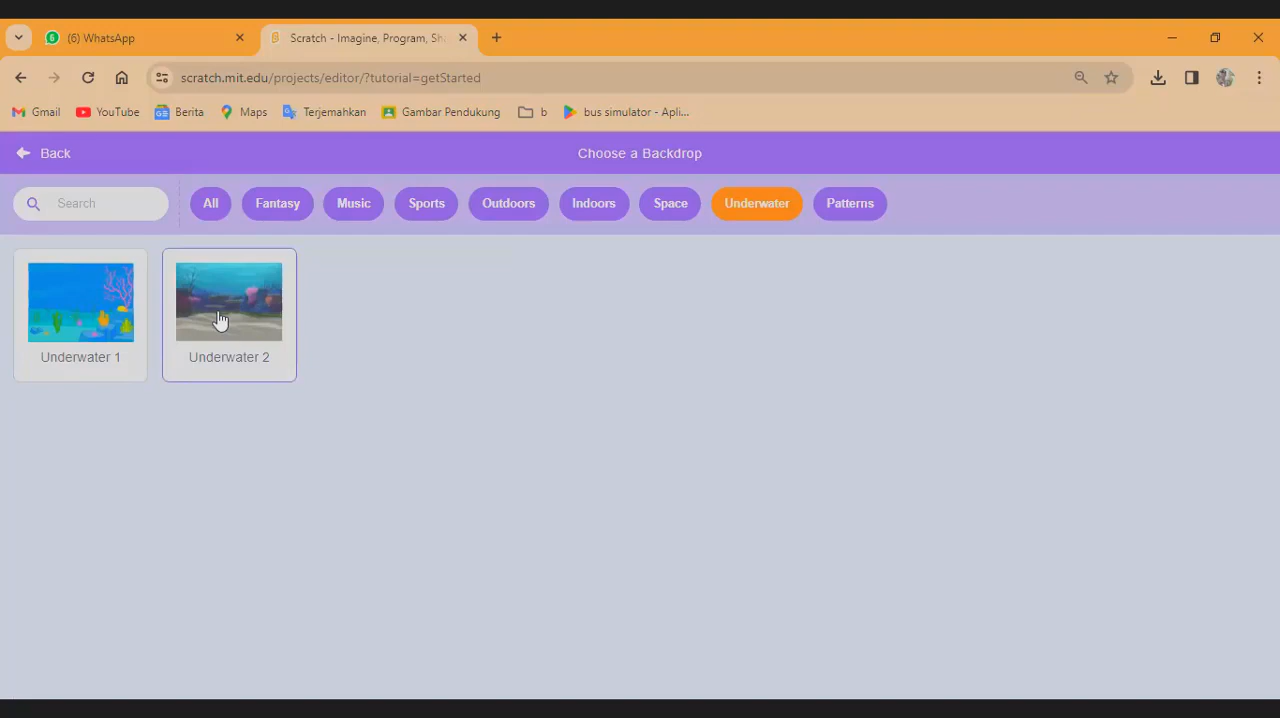 6 (6) WhatsApp
Scratch - Imagine, Program, Sh
scratch.mit.edu/projects/editor/?tutorial=getStarted
Gmail YouTube Berita Maps Terjemahkan Gambar Pendukung b bus simulator - Apli...
Back Choose a Backdrop
Search All Fantasy Music Sports Outdoors Indoors Space Underwater Patterns
Underwater 1 Underwater 2